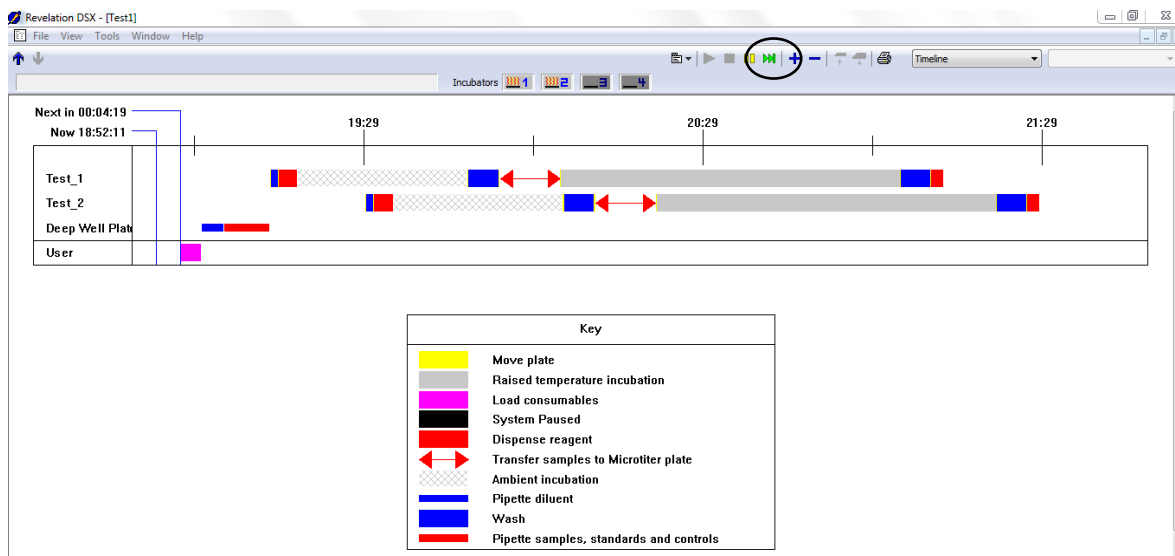 Revelation DSX - [Test1]
File View Tools Window Help
Timeline
Incubators 1 2 3 4
Next in 00:04:19
Now 18:52:11
19:29 20:29 21:29
Test_1
Test_2
Deep Well Plat
User
Key
Move plate
Raised temperature incubation
Load consumables
System Paused
Dispense reagent
Transfer samples to Microtiter plate
Ambient incubation
Pipette diluent
Wash
Pipette samples, standards and controls